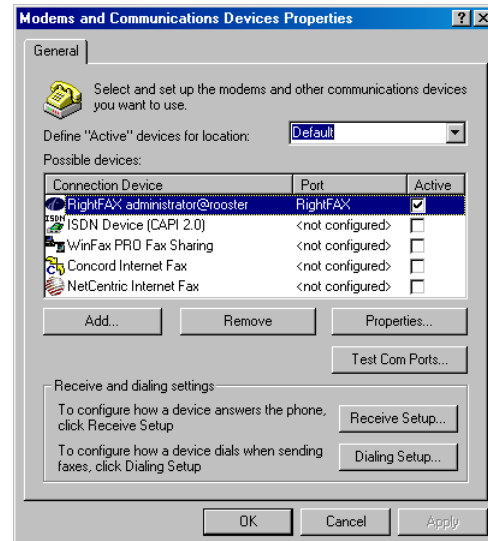 Modems and Communications Devices Properties
General
Select and set up the modems and other communications devices
you want to use.
Define "Active" devices for location: Default
Possible devices:
Connection Device Port Active
RightFAX administrator@rooster RightFAX
ISDN ISDN Device (CAPI 2.0) <not configured>
WinFax PRO Fax Sharing <not configured>
Concord Internet Fax <not configured>
NetCentric Internet Fax <not configured>
Add... Remove Properties...
Test Com Ports...
Receive and dialing settings
To configure how a device answers the phone,
click Receive Setup
Receive Setup...
To configure how a device dials when sending
faxes, click Dialing Setup
Dialing Setup...
OK Cancel Apply